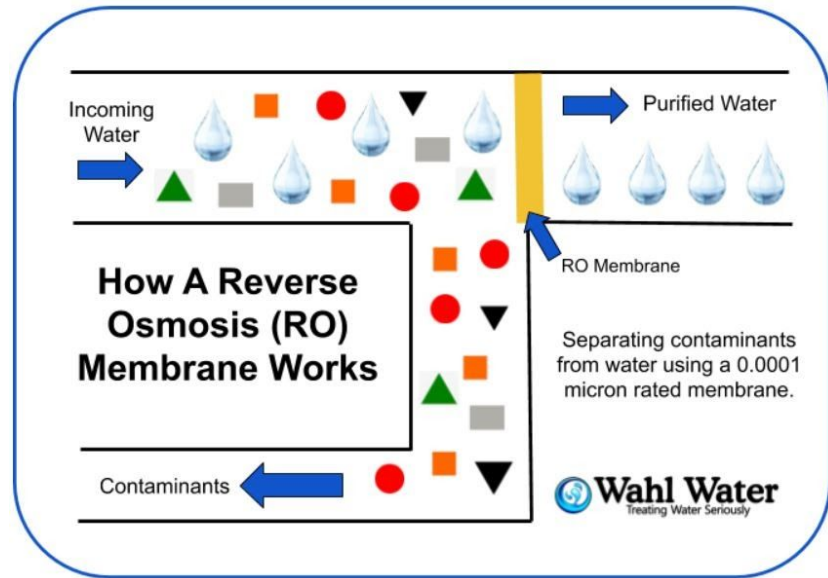 Incoming
Water
Purified Water
RO Membrane
How A Reverse
Osmosis (RO)
Membrane Works
Separating contaminants
from water using a 0.0001
micron rated membrane.
Contaminants
Wahl Water
Treating Water Seriously